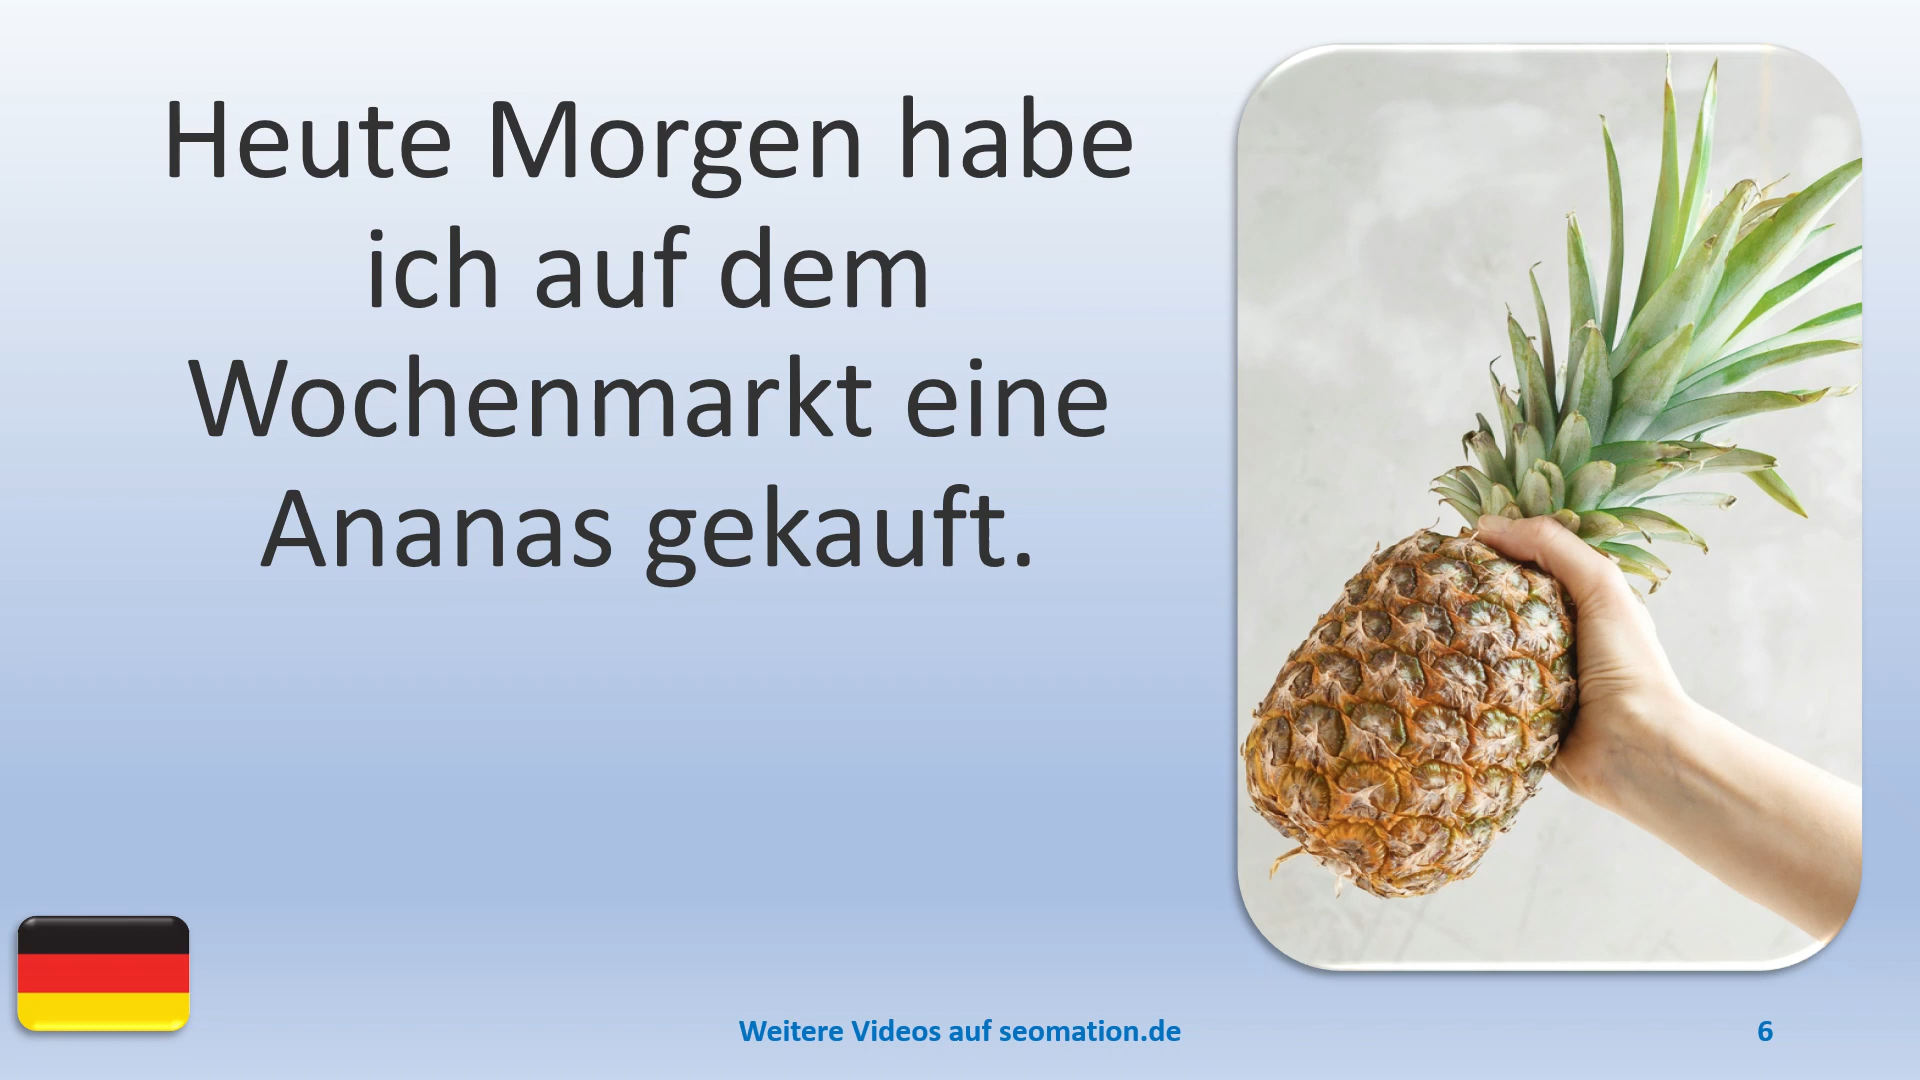 Heute Morgen habe
ich auf dem
Wochenmarkt eine
Ananas gekauft.
Weitere Videos auf seomation.de
6